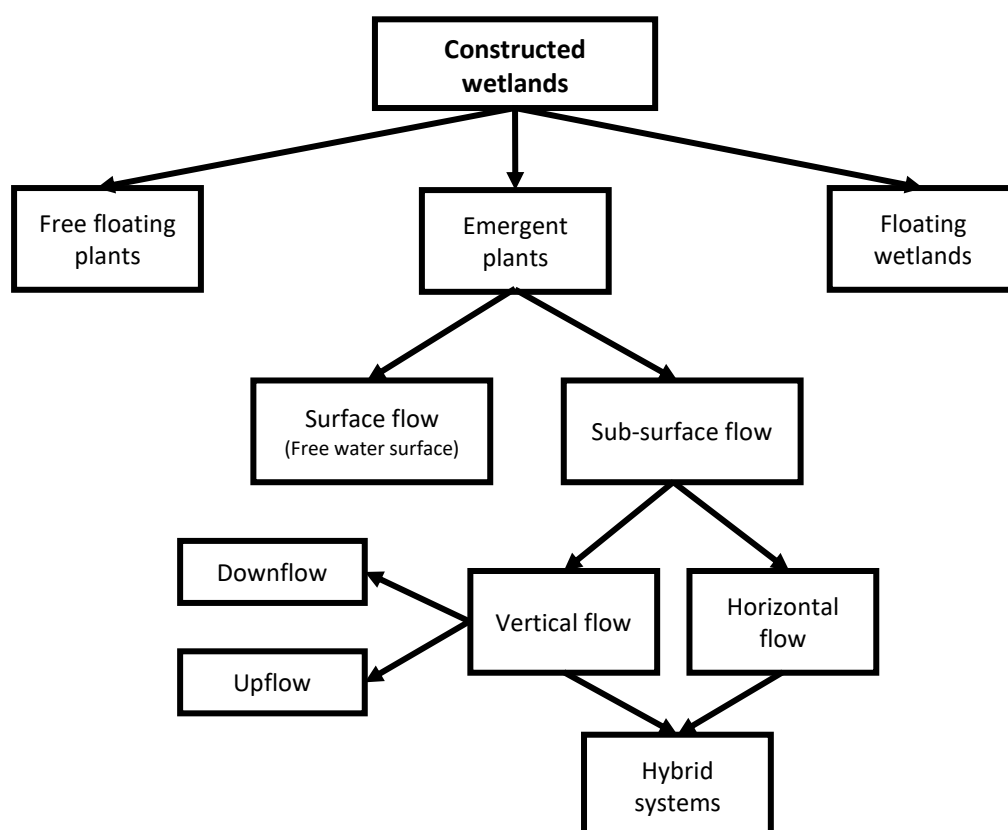 Constructed
wetlands
Free floating
plants
Emergent
plants
Floating
wetlands
Surface flow
(Free water surface)
Sub-surface flow
Downflow
Vertical flow
Horizontal
flow
Upflow
Hybrid
systems